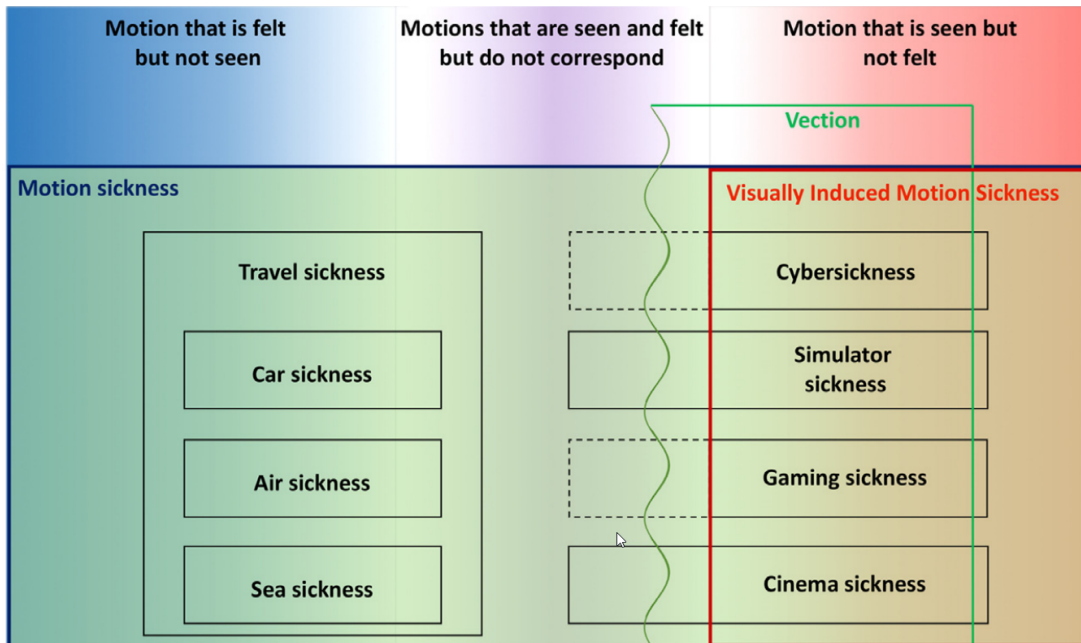 Motion that is felt
but not seen
Motions that are seen and felt
but do not correspond
Motion that is seen but
not felt
Vection
Motion sickness
Visually Induced Motion Sickness
Travel sickness
Cybersickness
Car sickness
Simulator
sickness
Air sickness
Gaming sickness
Sea sickness
Cinema sickness